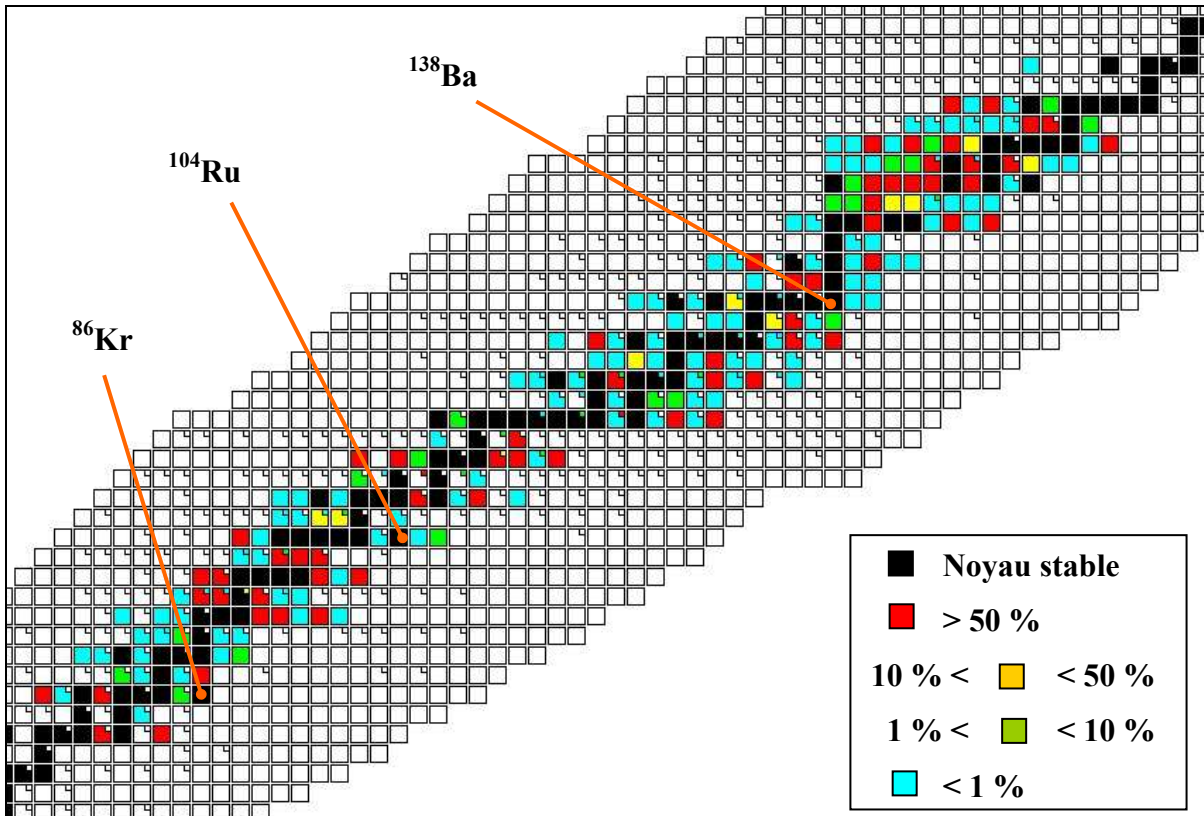 ¹³⁸Ba
¹⁰⁴Ru
⁸⁶Kr
Noyau stable
> 50 %
10 % < < 50 %
1 % < < 10 %
< 1 %